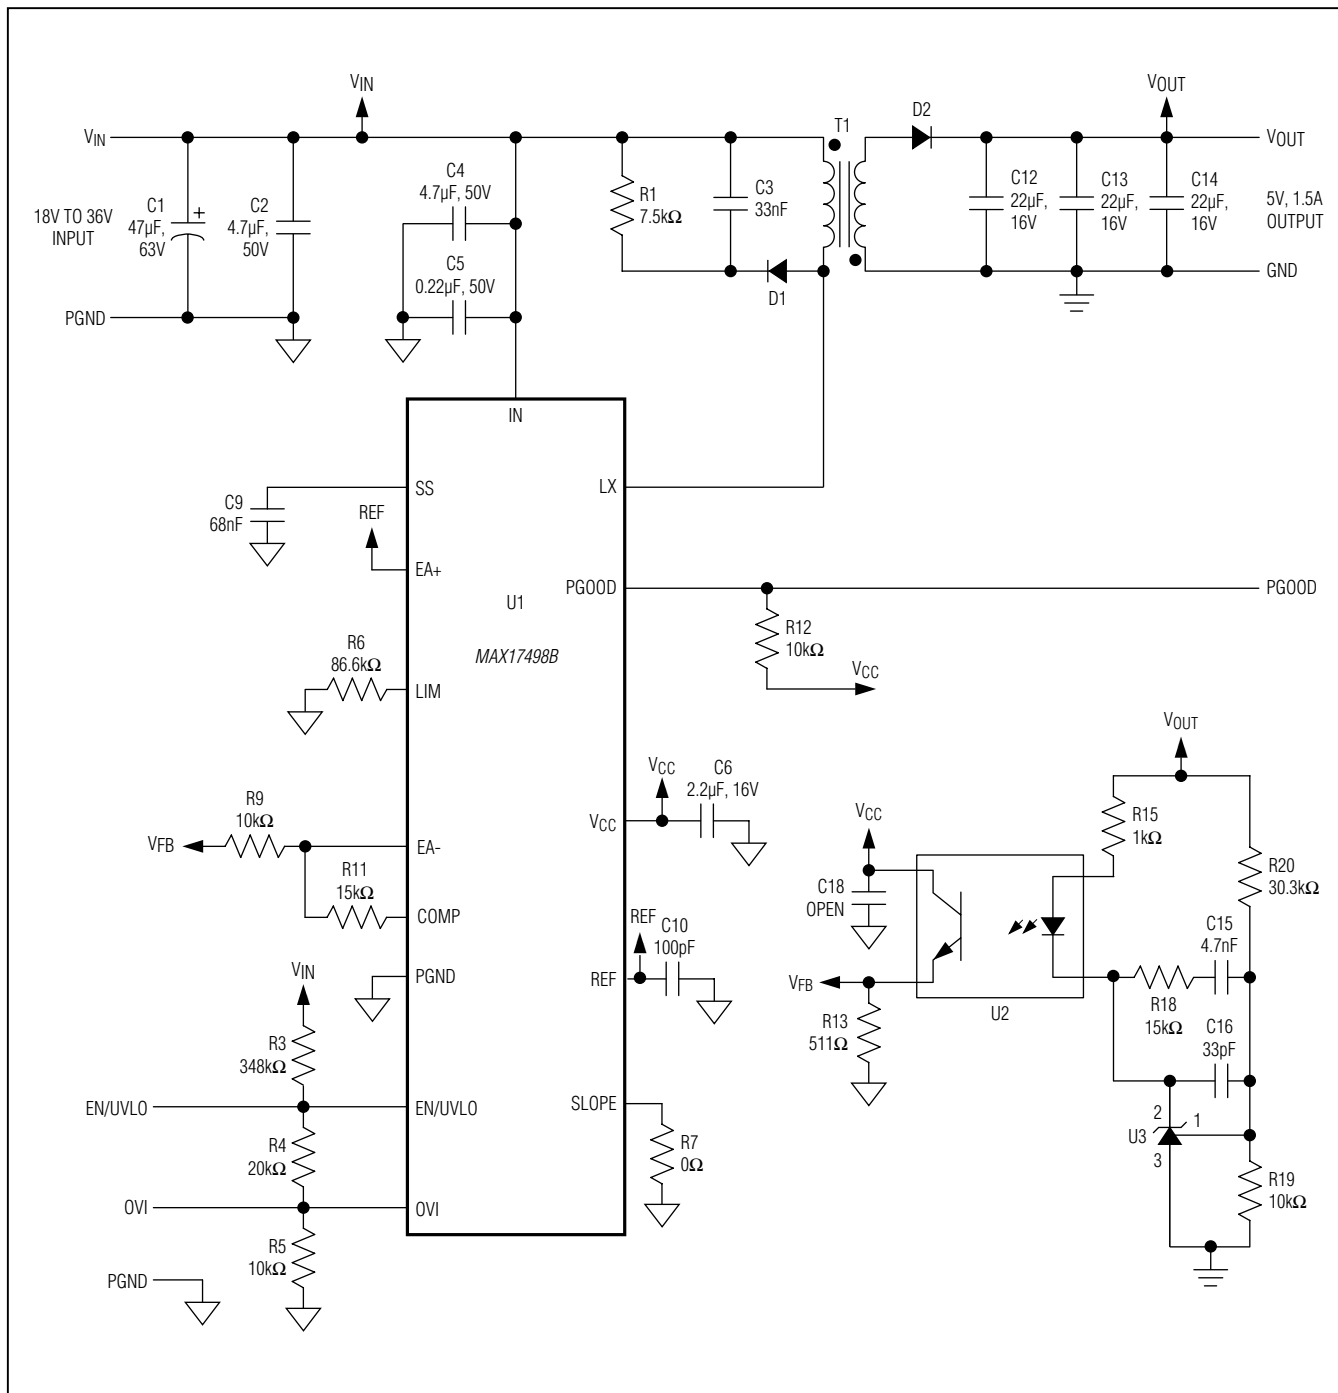 VIN
VOUT
D2
T1
VIN
VOUT
C4
4.7µF, 50V
R1
7.5kΩ
C3
33nF
C12
22µF,
16V
C13
22µF,
16V
C14
22µF,
16V
18V TO 36V
INPUT
C1
47µF,
63V
+
C2
4.7µF,
50V
5V, 1.5A
OUTPUT
C5
0.22µF, 50V
D1
GND
PGND
IN
SS
LX
C9
68nF
REF
EA+
PGOOD
PGOOD
U1
MAX17498B
R12
10kΩ
R6
86.6kΩ
LIM
VCC
VOUT
VCC
C6
2.2µF, 16V
R9
10kΩ
VCC
VCC
R15
1kΩ
VFB
EA-
R11
15kΩ
R20
30.3kΩ
C18
OPEN
COMP
REF
C10
100pF
C15
4.7nF
VIN
PGND
REF
VFB
U2
R18
15kΩ
R13
511Ω
C16
33pF
R3
348kΩ
EN/UVLO
EN/UVLO
SLOPE
2
1
U3
3
R4
20kΩ
R7
0Ω
R19
10kΩ
OVI
OVI
R5
10kΩ
PGND